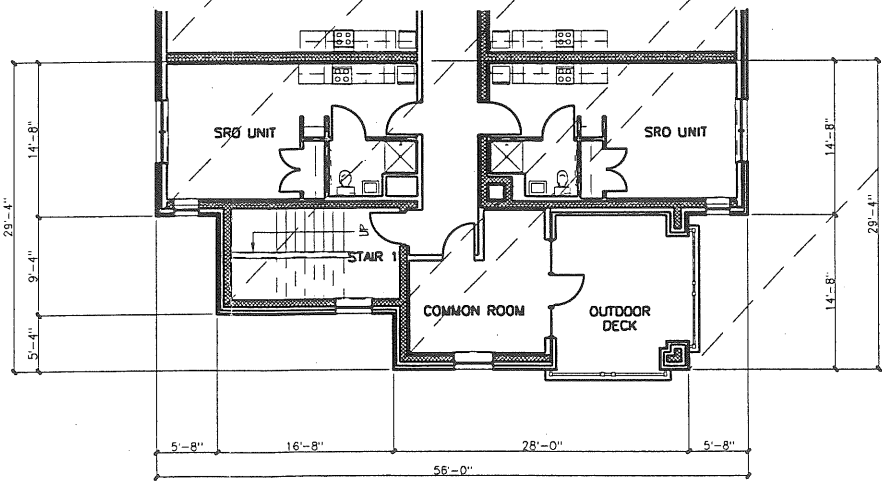 SRO UNIT
SRO UNIT
14'-8"
14'-8"
29'-4"
29'-4"
UP
STAIR 1
9'-4"
COMMON ROOM
OUTDOOR
DECK
14'-8"
5'-4"
5'-8"
16'-8"
28'-0"
5'-8"
56'-0"